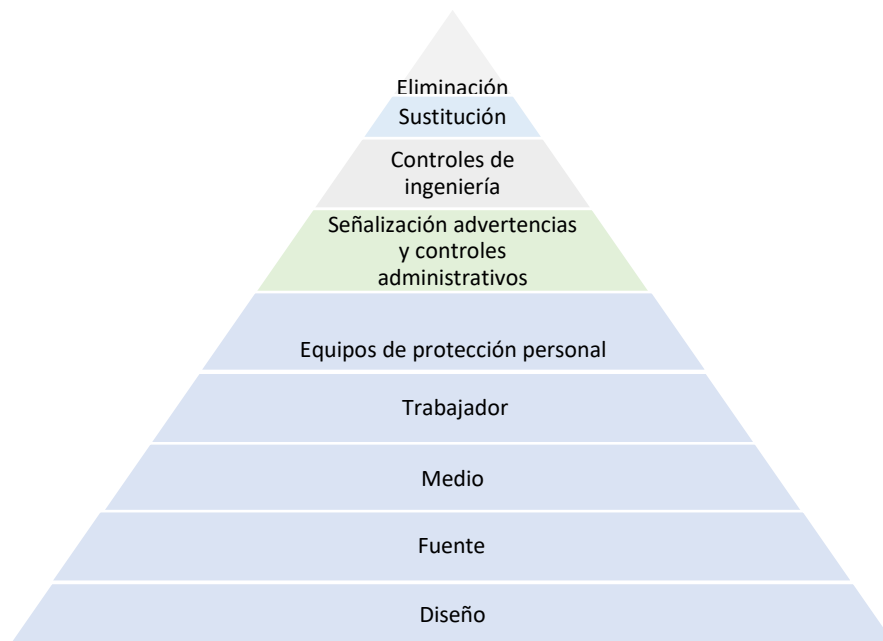 Eliminación
Sustitución
Controles de
ingeniería
Señalización advertencias
y controles
administrativos
Equipos de protección personal
Trabajador
Medio
Fuente
Diseño